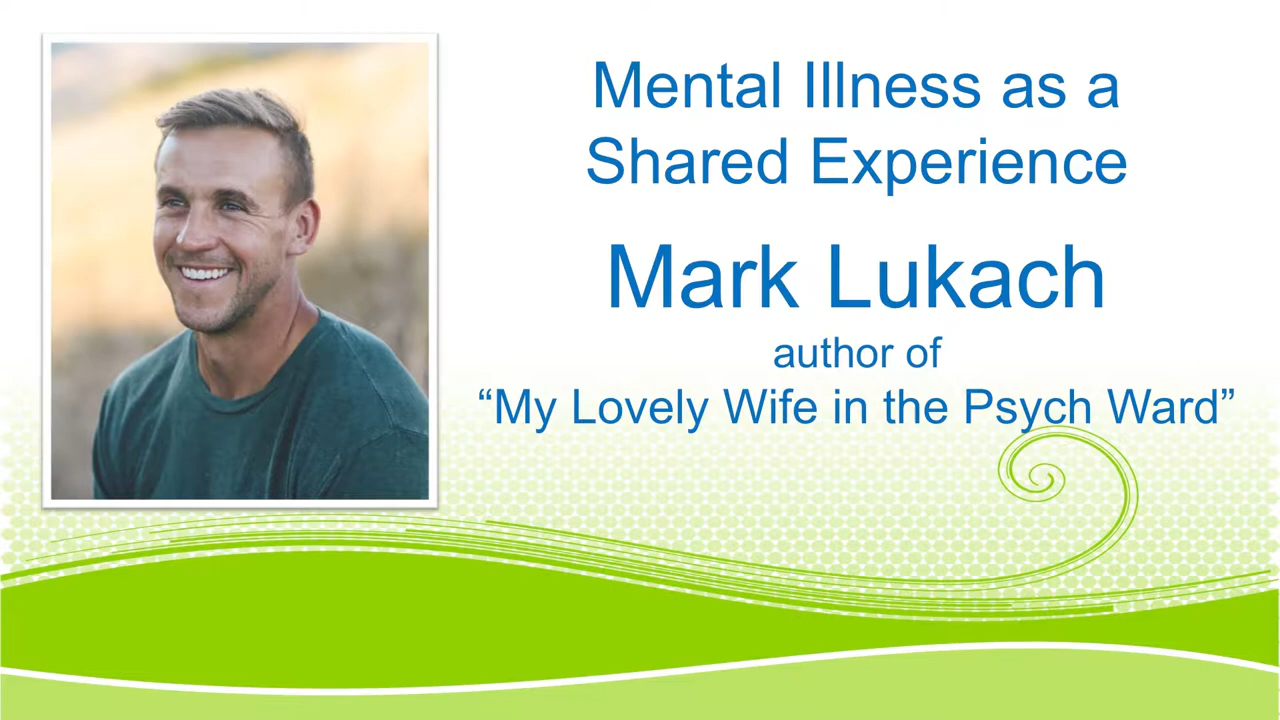 Mental Illness as a
Shared Experience
Mark Lukach
author of
“My Lovely Wife in the Psych Ward”